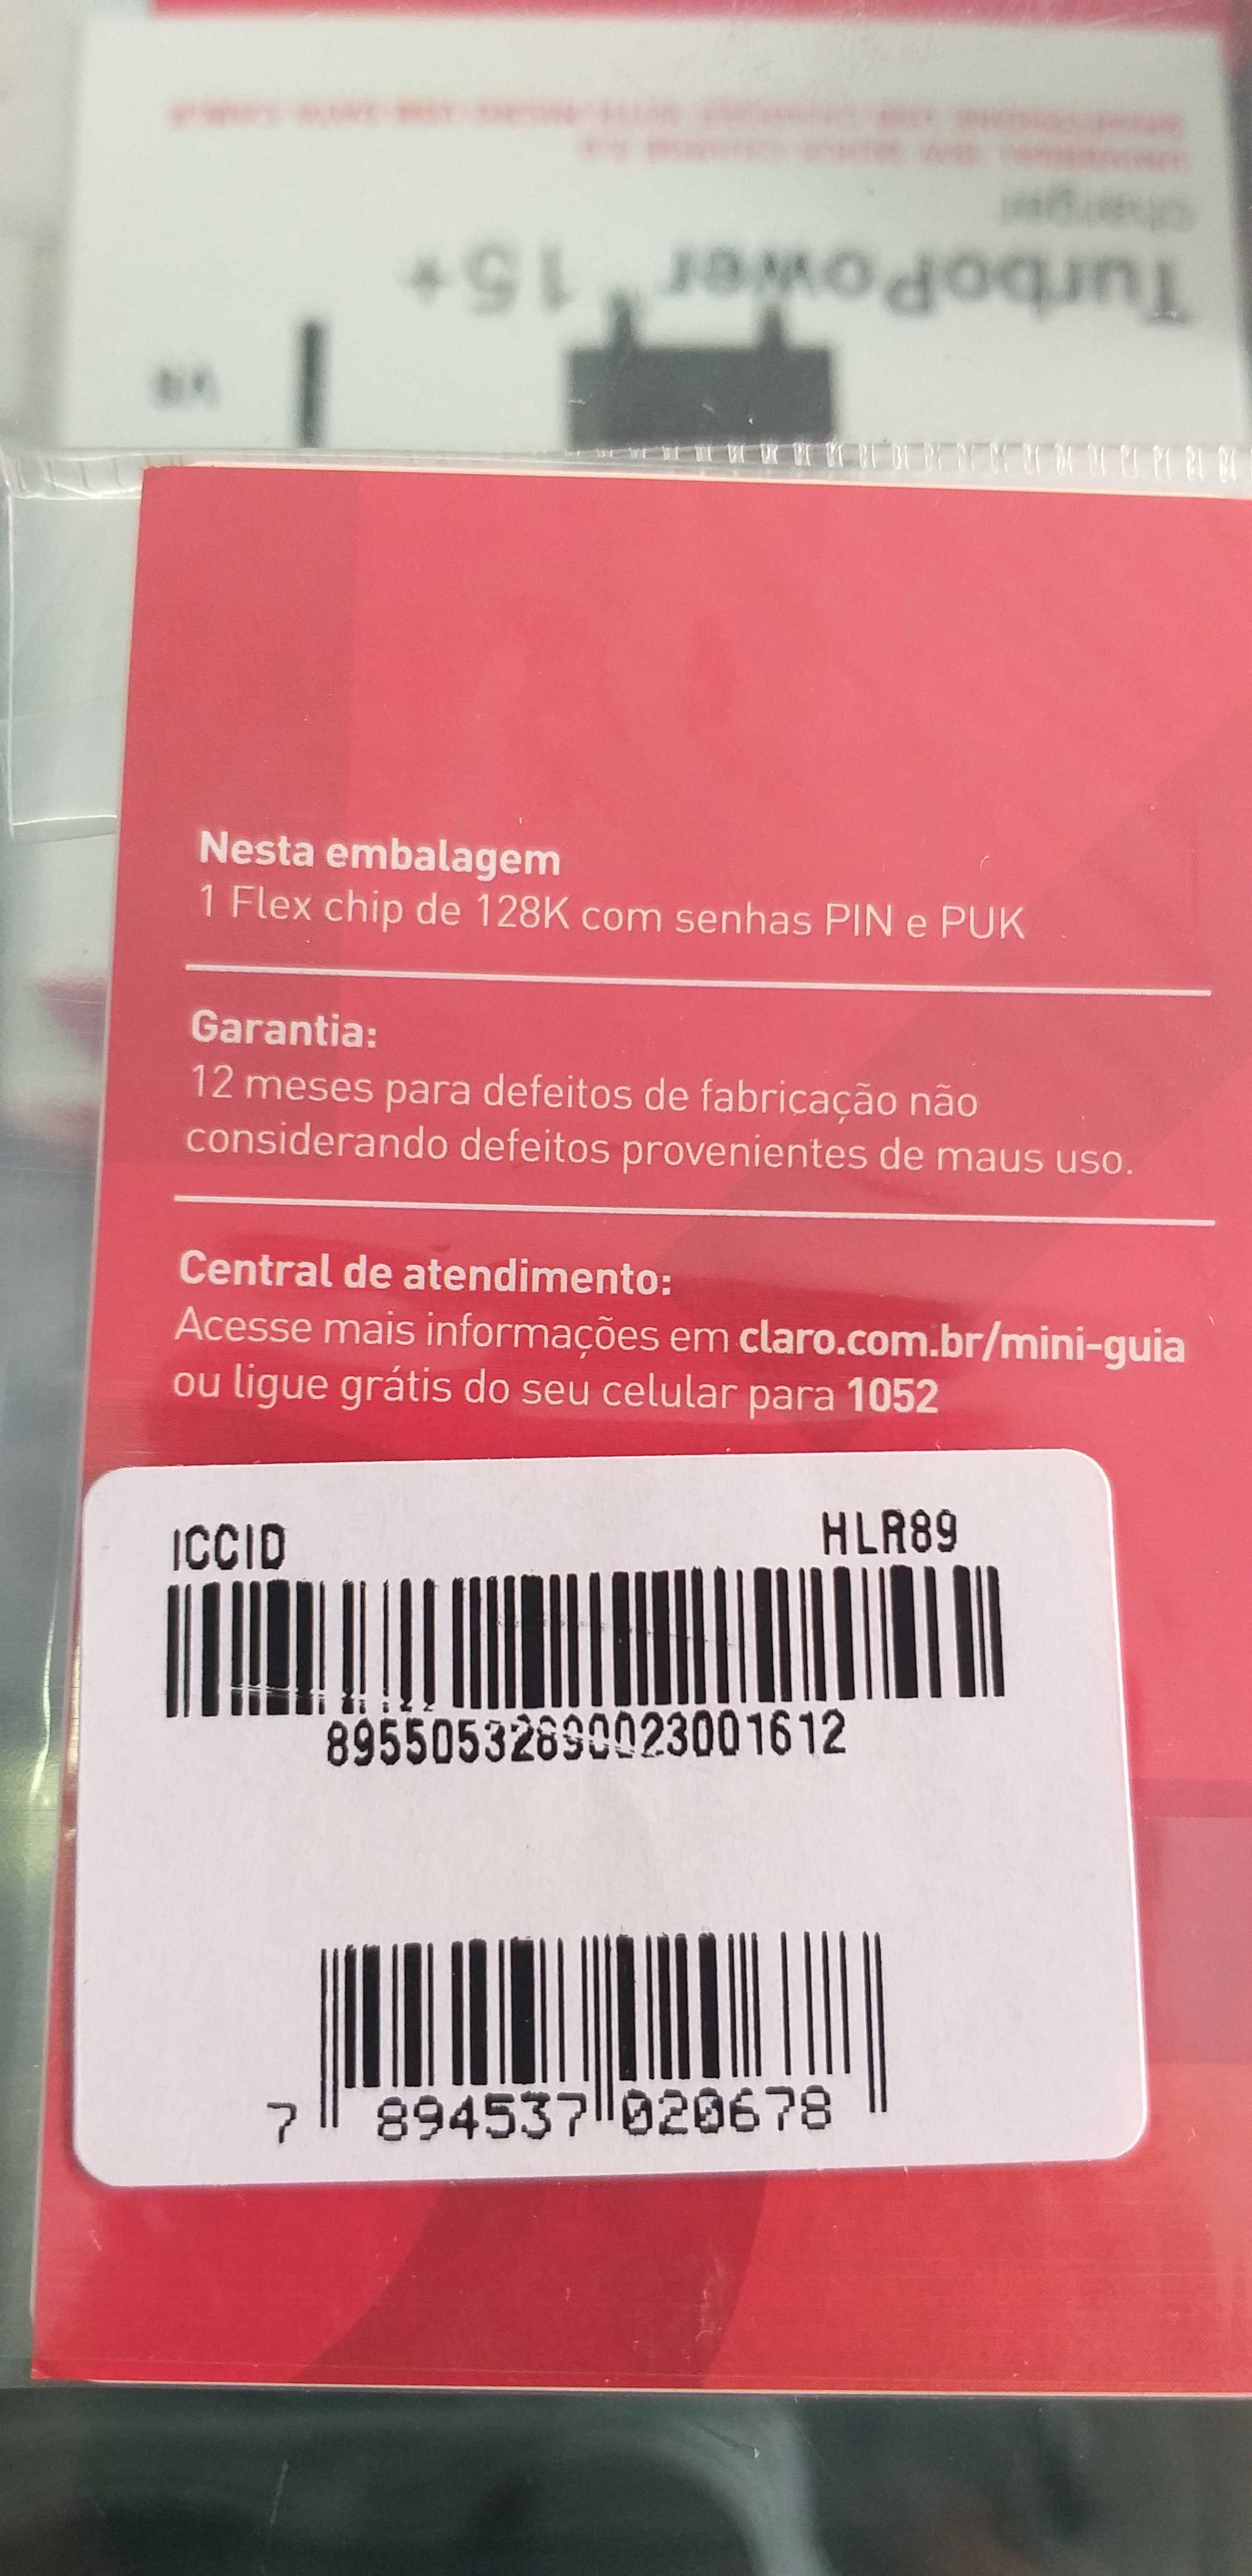 TurboPower 15+
charger
V8
Nesta embalagem
1 Flex chip de 128K com senhas PIN e PUK
Garantia:
12 meses para defeitos de fabricação não
considerando defeitos provenientes de maus uso.
Central de atendimento:
Acesse mais informações em claro.com.br/mini-guia
ou ligue grátis do seu celular para 1052
ICCID HLR89
89550532890023001612
7 894537 020678